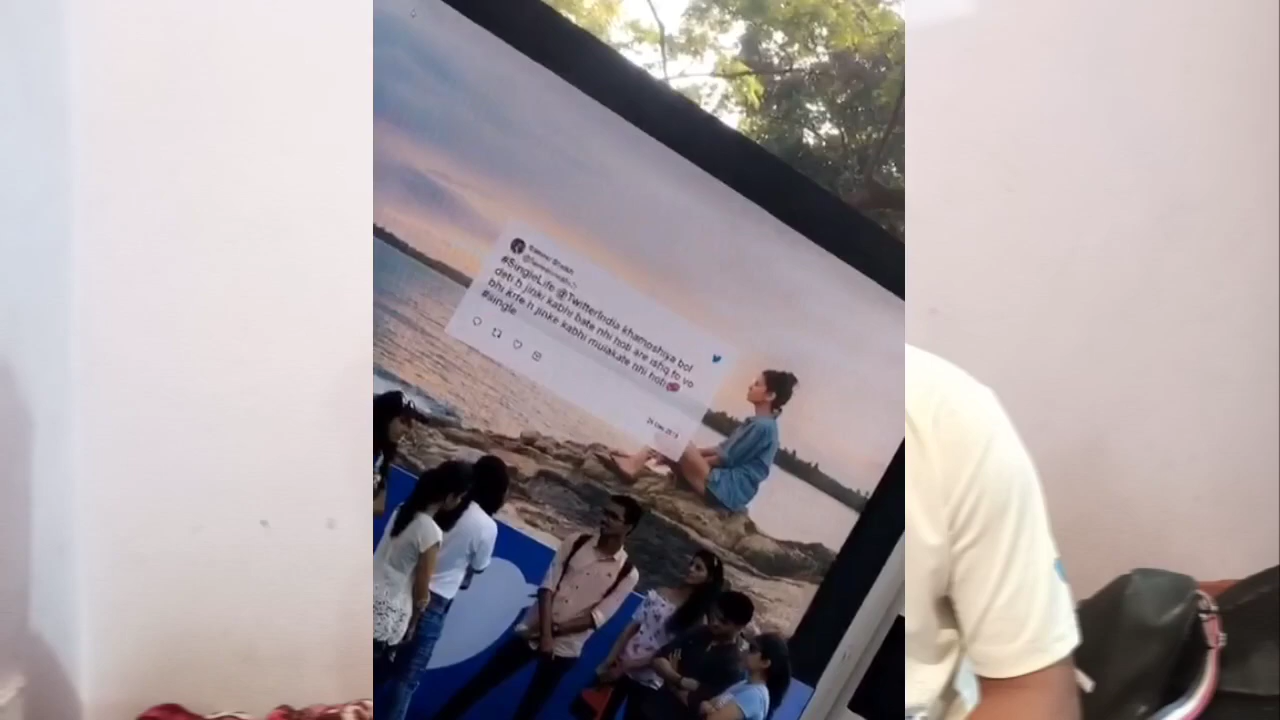 #SingleLife @TwitterIndia khamoshiya bol
deti h jinki kabhi bate nhi hoti are ishq to vo
bhi krte h jinke kabhi mulakate nhi hoti
#single